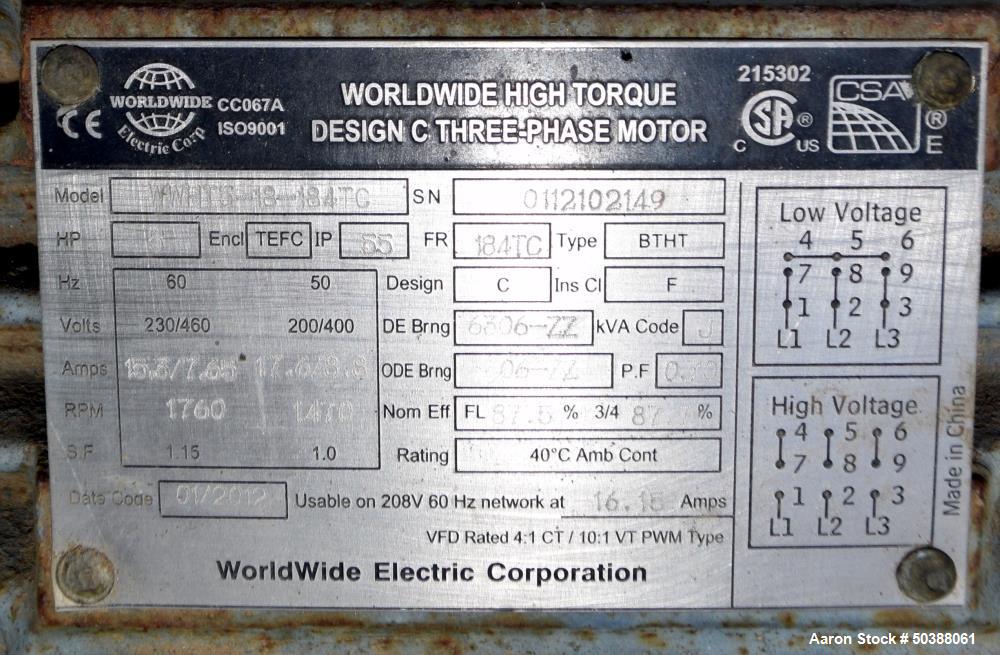 WORLDWIDE
Electric Corp
CC067A
ISO9001
CE
WORLDWIDE HIGH TORQUE
DESIGN C THREE-PHASE MOTOR
215302
SA ®
C US
CSA
®
E
Model SN 0112102149
HP Encl TEFC IP 55 FR 184TC Type BTHT
Hz 60 50 Design C Ins Cl F
Volts 230/460 200/400 DE Brng 6306-ZZ kVA Code J
Amps ODE Brng P.F
RPM 1760 1470 Nom Eff FL 87.5 % 3/4 %
S.F 1.15 1.0 Rating 40°C Amb Cont
Date Code 01/2012 Usable on 208V 60 Hz network at 16.15 Amps
VFD Rated 4:1 CT / 10:1 VT PWM Type
WorldWide Electric Corporation
Low Voltage
4 5 6
7 8 9
1 2 3
L1 L2 L3
High Voltage
4 5 6
7 8 9
1 2 3
L1 L2 L3
Made in China
Aaron Stock # 50388061